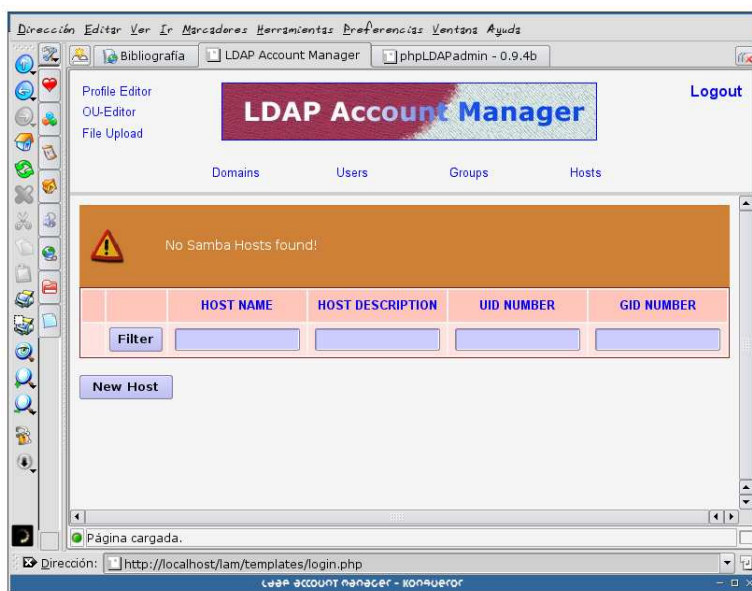 Dirección Editar Ver Ir Marcadores Herramientas Preferencias Ventana Ayuda
Bibliografía LDAP Account Manager phpLDAPadmin - 0.9.4b
Profile Editor
OU-Editor
File Upload
LDAP Account Manager
Logout
Domains Users Groups Hosts
No Samba Hosts found!
HOST NAME HOST DESCRIPTION UID NUMBER GID NUMBER
Filter
New Host
Página cargada.
Dirección: http://localhost/lam/templates/login.php
LDAP Account Manager - Konqueror